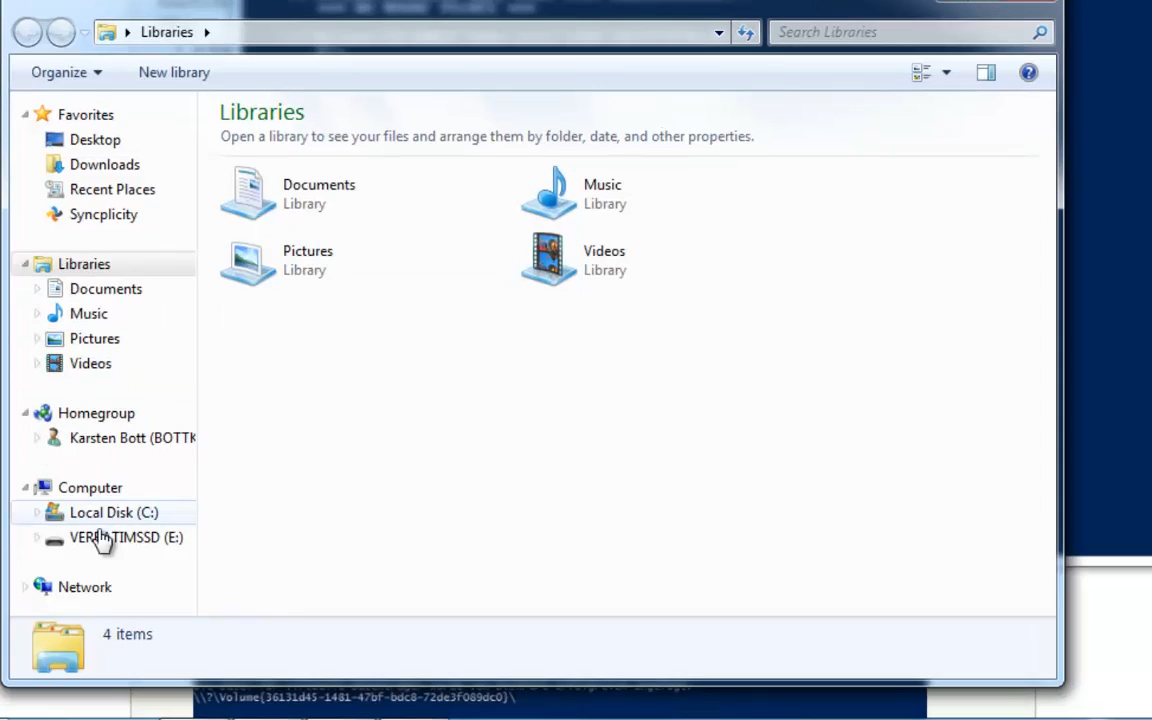 Libraries
Search Libraries
Organize
New library
Favorites
Desktop
Downloads
Recent Places
Syncplicity
Libraries
Documents
Music
Pictures
Videos
Homegroup
Karsten Bott (BOTTK
Computer
Local Disk (C:)
(E:)
Network
Libraries
Open a library to see your files and arrange them by folder, date, and other properties.
Documents
Library
Music
Library
Pictures
Library
Videos
Library
4 items
\\?\Volume{36131d45-1481-47bf-bdc8-72de3f089dc0}\